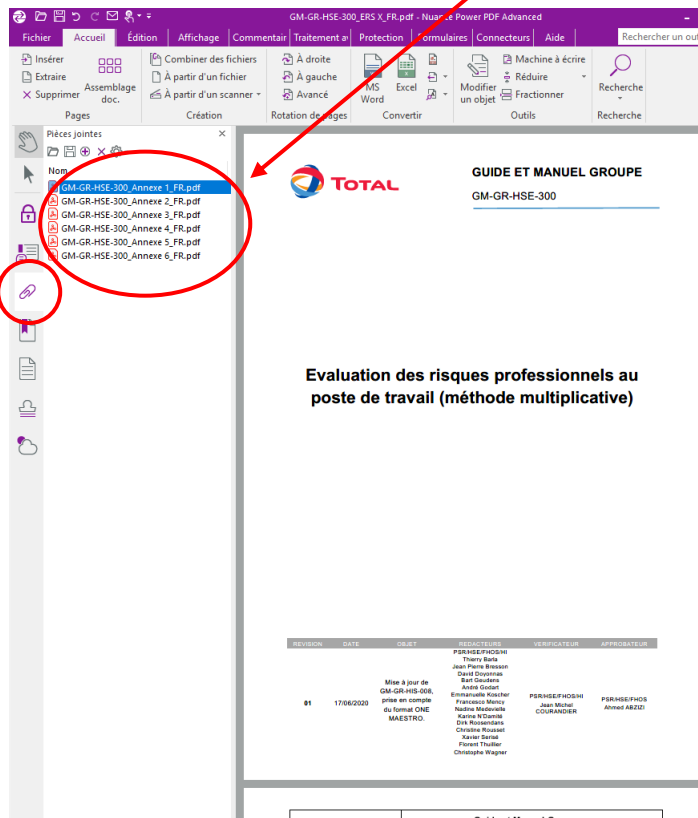 GM-GR-HSE-300_ERS X_FR.pdf - Nuance Power PDF Advanced
Fichier Accueil Édition Affichage Commentair Traitement av Protection Formulaires Connecteurs Aide Rechercher un out
Insérer
Extraire
Supprimer
Assemblage
doc.
Pages
Combiner des fichiers
À partir d'un fichier
À partir d'un scanner
Création
À droite
À gauche
Avancé
Rotation de pages
MS
Word
Excel
Convertir
Modifier
un objet
Machine à écrire
Réduire
Fractionner
Outils
Recherche
Recherche
Pièces jointes
Nom
GM-GR-HSE-300_Annexe 1_FR.pdf
GM-GR-HSE-300_Annexe 2_FR.pdf
GM-GR-HSE-300_Annexe 3_FR.pdf
GM-GR-HSE-300_Annexe 4_FR.pdf
GM-GR-HSE-300_Annexe 5_FR.pdf
GM-GR-HSE-300_Annexe 6_FR.pdf
TOTAL
GUIDE ET MANUEL GROUPE
GM-GR-HSE-300
Evaluation des risques professionnels au
poste de travail (méthode multiplicative)
REVISION DATE OBJET REDACTEURS VERIFICATEUR APPROBATEUR
01
17/06/2020
Mise à jour de
GM-GR-HIS-008,
prise en compte
du format ONE
MAESTRO.
PSR/HSE/FHOS/HI
Thierry Barla
Jean Pierre Bresson
David Doyonnas
Bart Geudens
André Godart
Emmanuelle Koscher
Francesco Mency
Nadine Medevielle
Karine N'Damité
Dirk Roosendans
Christine Rousset
Xavier Serisé
Florent Thuillier
Christophe Wagner
PSR/HSE/FHOS/HI
Jean Michel
COURANDIER
PSR/HSE/FHOS
Ahmed ABZIZI